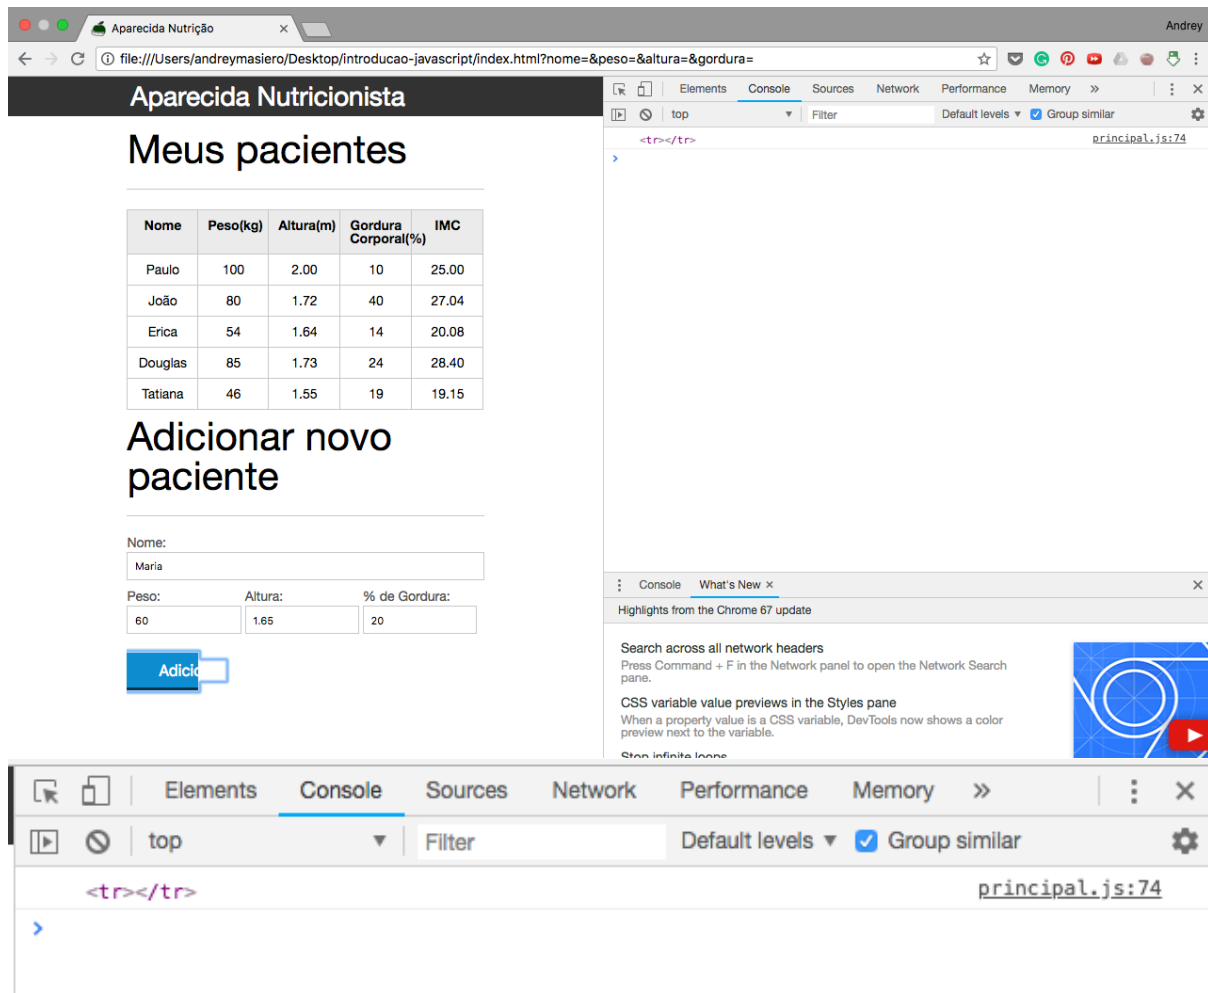 Aparecida Nutrição
Andrey
file:///Users/andreymasiero/Desktop/introducao-javascript/index.html?nome=&peso=&altura=&gordura=
Aparecida Nutricionista
Meus pacientes
Nome Peso(kg) Altura(m) Gordura Corporal(%) IMC
Paulo 100 2.00 10 25.00
João 80 1.72 40 27.04
Erica 54 1.64 14 20.08
Douglas 85 1.73 24 28.40
Tatiana 46 1.55 19 19.15
Adicionar novo
paciente
Nome:
Maria
Peso: Altura: % de Gordura:
60 1.65 20
Adicic
Elements Console Sources Network Performance Memory »
top Filter Default levels Group similar
<tr></tr> principal.js:74
Console What's New ×
Highlights from the Chrome 67 update
Search across all network headers
Press Command + F in the Network panel to open the Network Search
pane.
CSS variable value previews in the Styles pane
When a property value is a CSS variable, DevTools now shows a color
preview next to the variable.
Stop infinite loops
Elements Console Sources Network Performance Memory »
top Filter Default levels Group similar
<tr></tr> principal.js:74